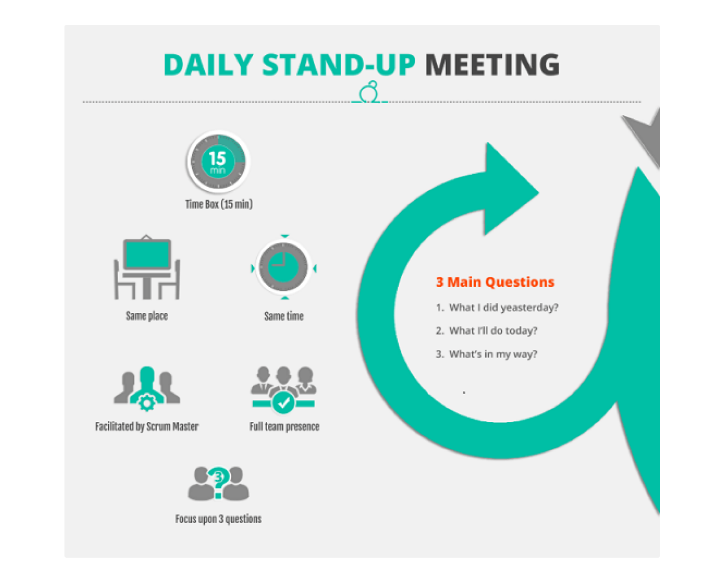 DAILY STAND-UP MEETING
15
min
Time Box (15 min)
Same place
Same time
Facilitated by Scrum Master
Full team presence
3
Focus upon 3 questions
3 Main Questions
1. What I did yeasterday?
2. What I'll do today?
3. What's in my way?
.